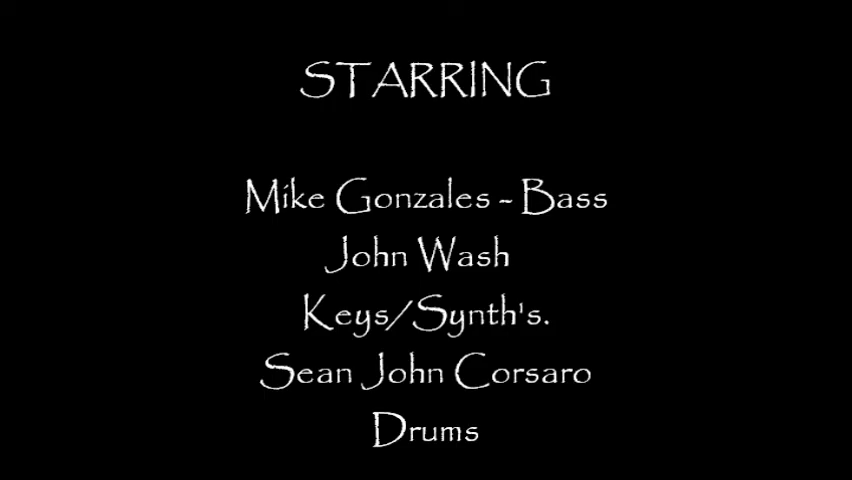 STARRING
Mike Gonzales - Bass
John Wash
Keys/Synth's.
Sean John Corsaro
Drums